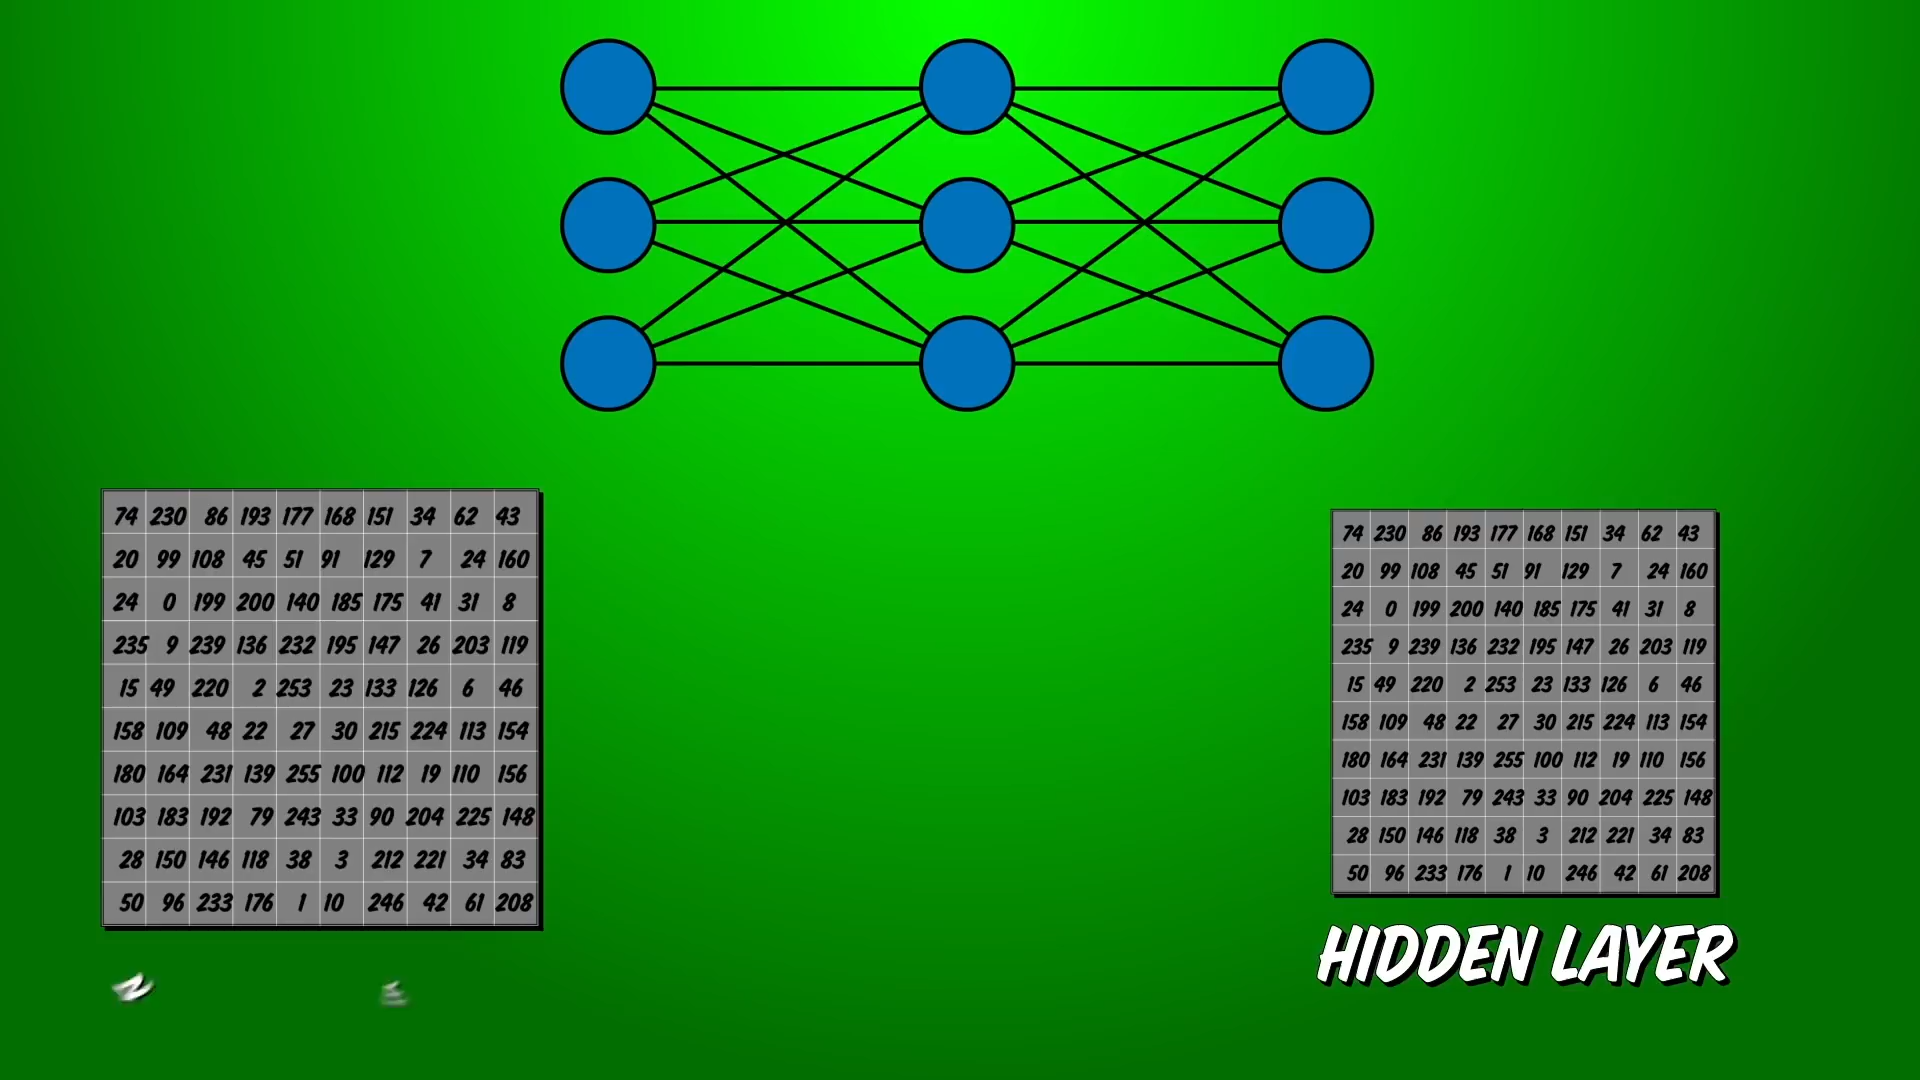 74 230 86 193 177 168 151 34 62 43
20 99 108 45 51 91 129 7 24 160
24 0 199 200 140 185 175 41 31 8
235 9 239 136 232 195 147 26 203 119
15 49 220 2 253 23 133 126 6 46
158 109 48 22 27 30 215 224 113 154
180 164 231 139 255 100 112 19 110 156
103 183 192 79 243 33 90 204 225 148
28 150 146 118 38 3 212 221 34 83
50 96 233 176 1 10 246 42 61 208
74 230 86 193 177 168 151 34 62 43
20 99 108 45 51 91 129 7 24 160
24 0 199 200 140 185 175 41 31 8
235 9 239 136 232 195 147 26 203 119
15 49 220 2 253 23 133 126 6 46
158 109 48 22 27 30 215 224 113 154
180 164 231 139 255 100 112 19 110 156
103 183 192 79 243 33 90 204 225 148
28 150 146 118 38 3 212 221 34 83
50 96 233 176 1 10 246 42 61 208
HIDDEN LAYER